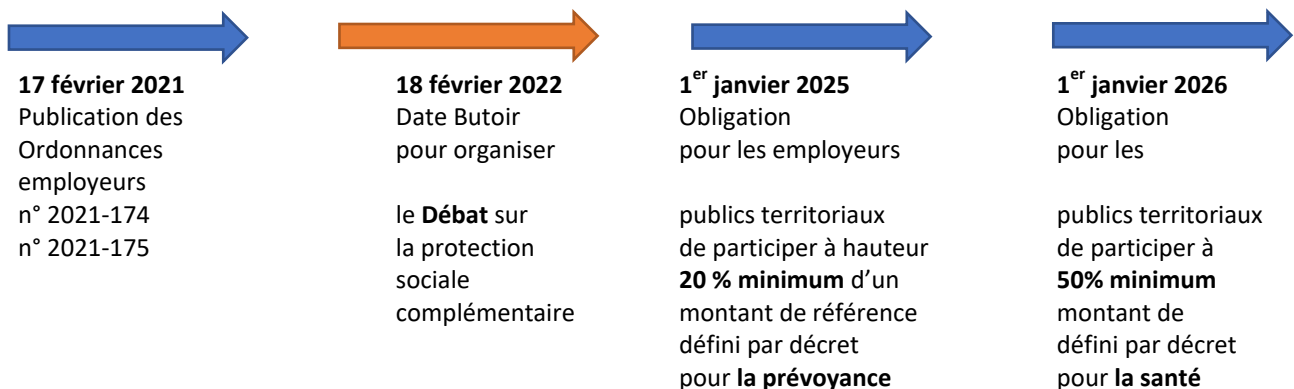 17 février 2021
Publication des
Ordonnances
employeurs
n° 2021-174
n° 2021-175
18 février 2022
Date Butoir
pour organiser
le Débat sur
la protection
sociale
complémentaire
1er janvier 2025
Obligation
pour les employeurs
publics territoriaux
de participer à hauteur
20 % minimum d’un
montant de référence
défini par décret
pour la prévoyance
1er janvier 2026
Obligation
pour les
publics territoriaux
de participer à
50% minimum
montant de
défini par décret
pour la santé